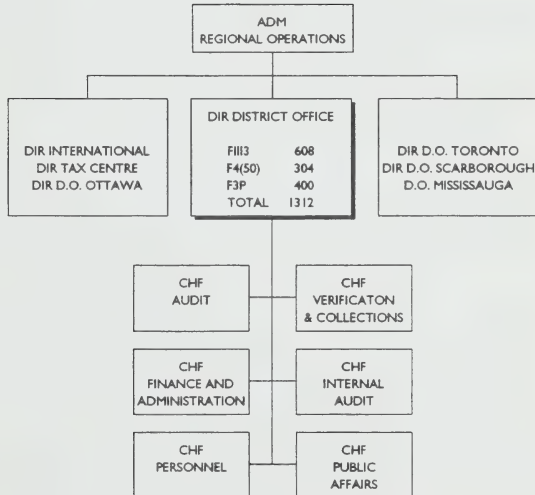 ADM
REGIONAL OPERATIONS
DIR INTERNATIONAL
DIR TAX CENTRE
DIR D.O. OTTAWA
DIR DISTRICT OFFICE
FIII3 608
F4(50) 304
F3P 400
TOTAL 1312
DIR D.O. TORONTO
DIR D.O. SCARBOROUGH
D.O. MISSISSAUGA
CHF
AUDIT
CHF
VERIFICATON
& COLLECTIONS
CHF
FINANCE AND
ADMINISTRATION
CHF
INTERNAL
AUDIT
CHF
PERSONNEL
CHF
PUBLIC
AFFAIRS